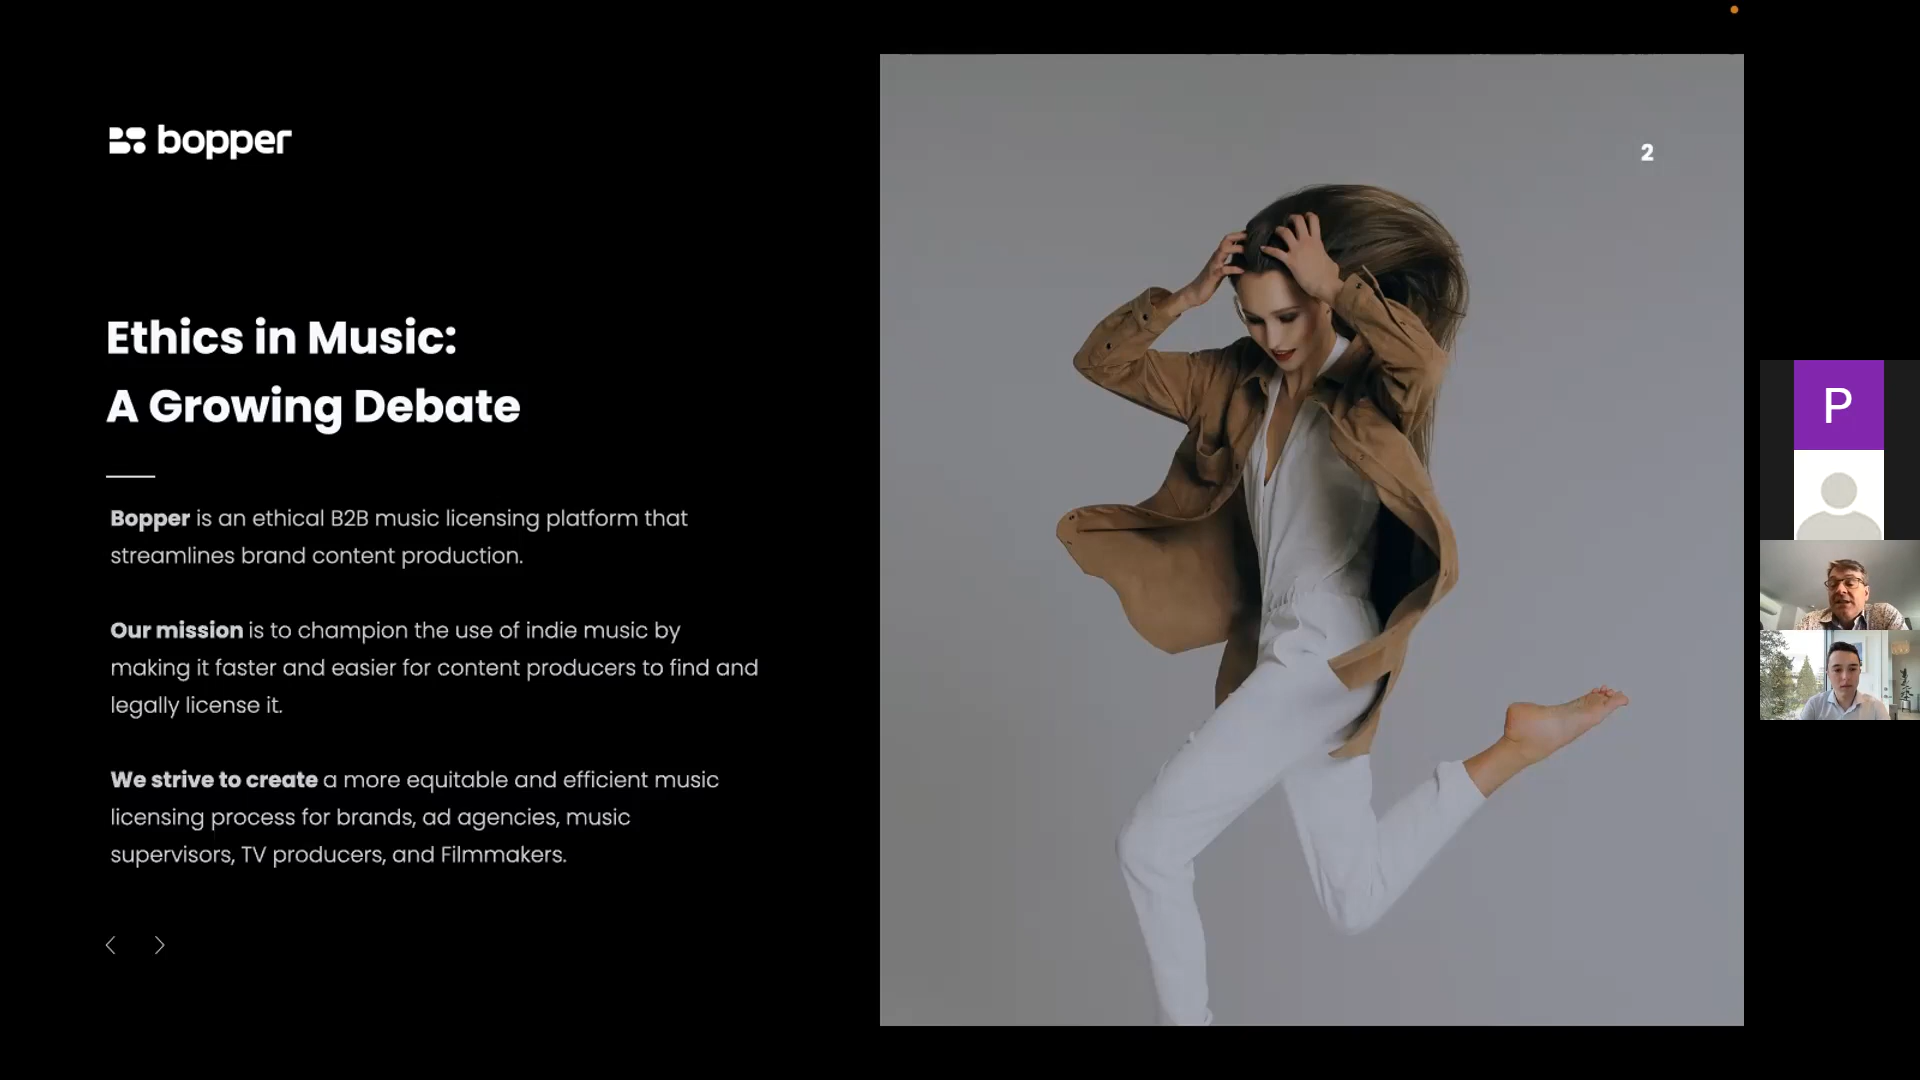 bopper
2
Ethics in Music:
A Growing Debate
Bopper is an ethical B2B music licensing platform that
streamlines brand content production.
Our mission is to champion the use of indie music by
making it faster and easier for content producers to find and
legally license it.
We strive to create a more equitable and efficient music
licensing process for brands, ad agencies, music
supervisors, TV producers, and Filmmakers.
P